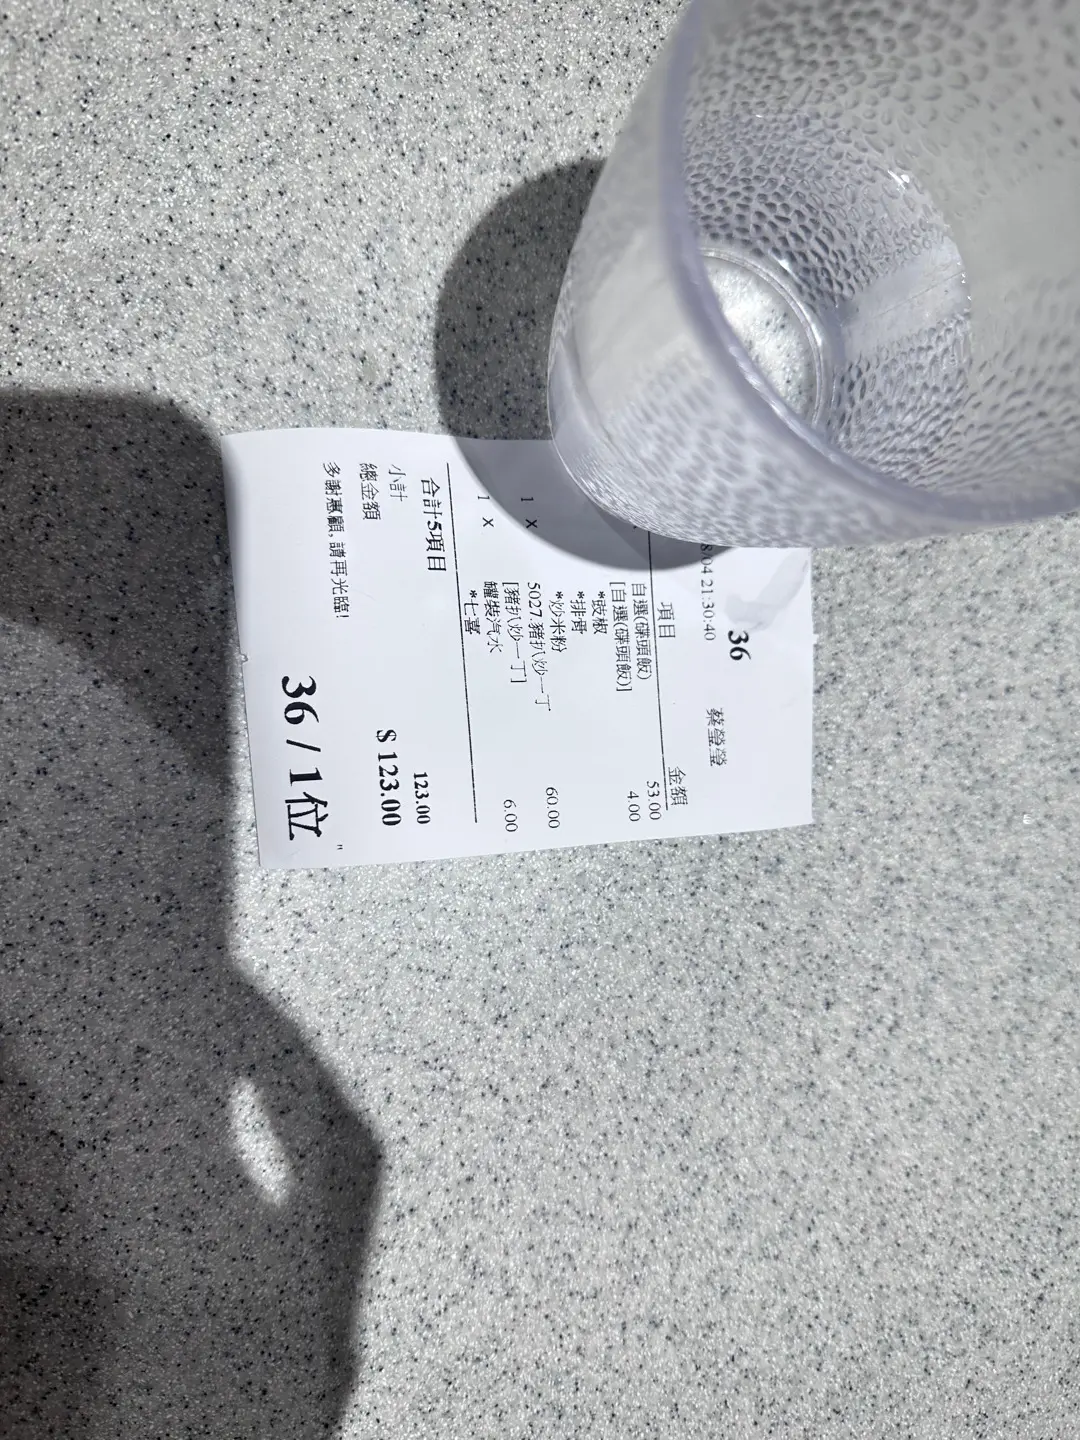 36 蔡瑩瑩
8/04 21:30:40
項目 金額
自選(碟頭飯) 53.00
[自選(碟頭飯)] 4.00
*豉椒
*排骨
*炒米粉
1 x 5027 豬扒炒一丁 60.00
[豬扒炒一丁]
1 x 罐裝汽水 6.00
*七喜
合計5項目
小計 123.00
總金額 $ 123.00
多謝惠顧, 請再光臨!
36 / 1位
"